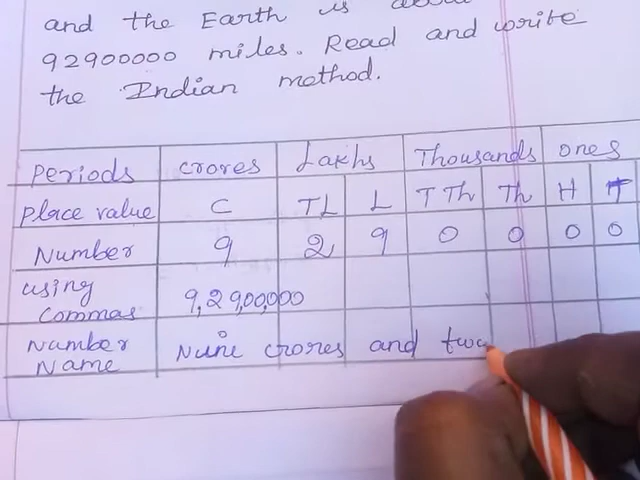 and the Earth is
92900000 miles. Read and write
the Indian method.
Periods crores Lakhs Thousands ones
place value C TL L T Th Th H T
Number 9 2 9 0 0 0 0
using commas 9,29,00,000
Number Name Nine crores and two